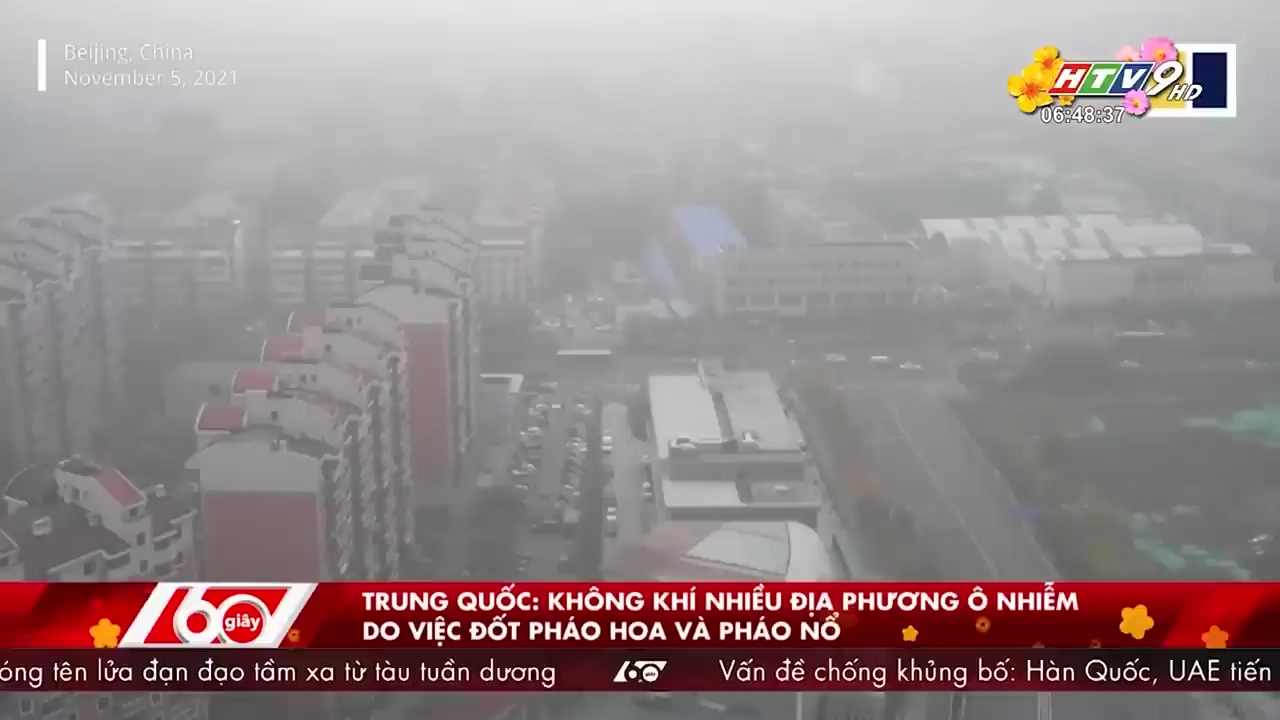 Beijing, China
November 5, 2021
HTV9 HD
06:48:37
60 giây
TRUNG QUỐC: KHÔNG KHÍ NHIỀU ĐỊA PHƯƠNG Ô NHIỄM
DO VIỆC ĐỐT PHÁO HOA VÀ PHÁO NỔ
óng tên lửa đạn đạo tầm xa từ tàu tuần dương 60 giây Vấn đề chống khủng bố: Hàn Quốc, UAE tiến